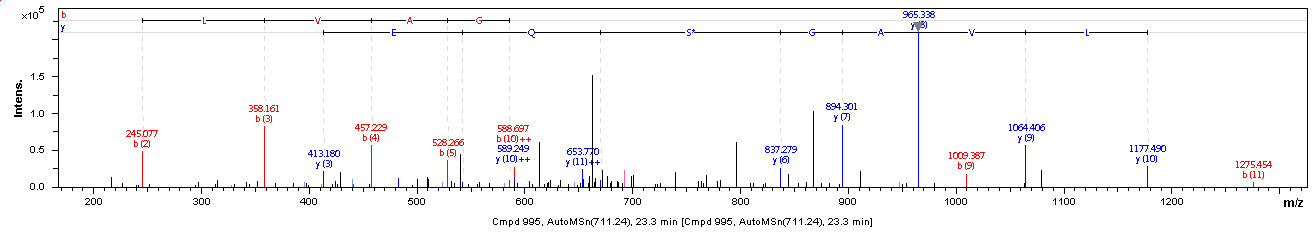 x10^5
b
y
L V A G
E Q S* G A V L
965.338
y (8)
Intens.
1.5
1.0
0.5
0.0
245.077
b (2)
358.161
b (3)
413.180
y (3)
457.229
b (4)
528.266
b (5)
588.697
b (10) ++
589.249
y (10) ++
653.770
y (11) ++
837.279
y (6)
894.301
y (7)
1009.387
b (9)
1064.406
y (9)
1177.490
y (10)
1275.454
b (11)
200 300 400 500 600 700 800 900 1000 1100 1200 m/z
Cmpd 995, AutoMSn(711.24), 23.3 min [Cmpd 995, AutoMSn(711.24), 23.3 min]